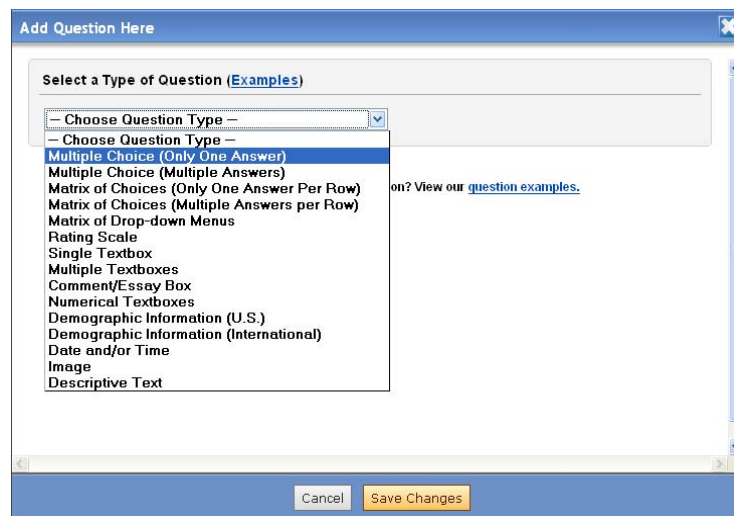 Add Question Here
Select a Type of Question (Examples)
— Choose Question Type —
— Choose Question Type —
Multiple Choice (Only One Answer)
Multiple Choice (Multiple Answers)
Matrix of Choices (Only One Answer Per Row)
Matrix of Choices (Multiple Answers per Row)
on? View our question examples.
Matrix of Drop-down Menus
Rating Scale
Single Textbox
Multiple Textboxes
Comment/Essay Box
Numerical Textboxes
Demographic Information (U.S.)
Demographic Information (International)
Date and/or Time
Image
Descriptive Text
Cancel
Save Changes